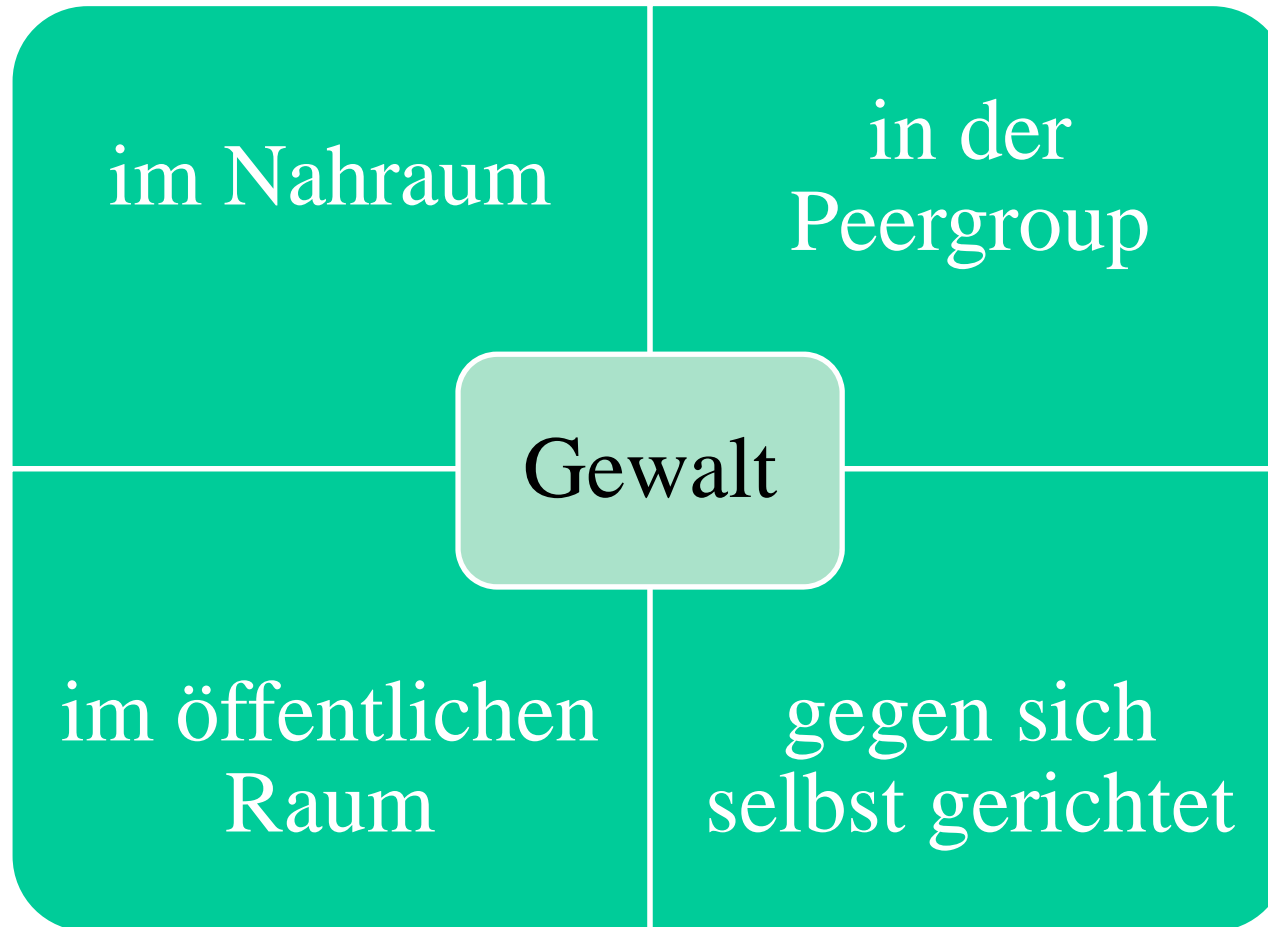 im Nahraum
in der
Peergroup
Gewalt
im öffentlichen
Raum
gegen sich
selbst gerichtet